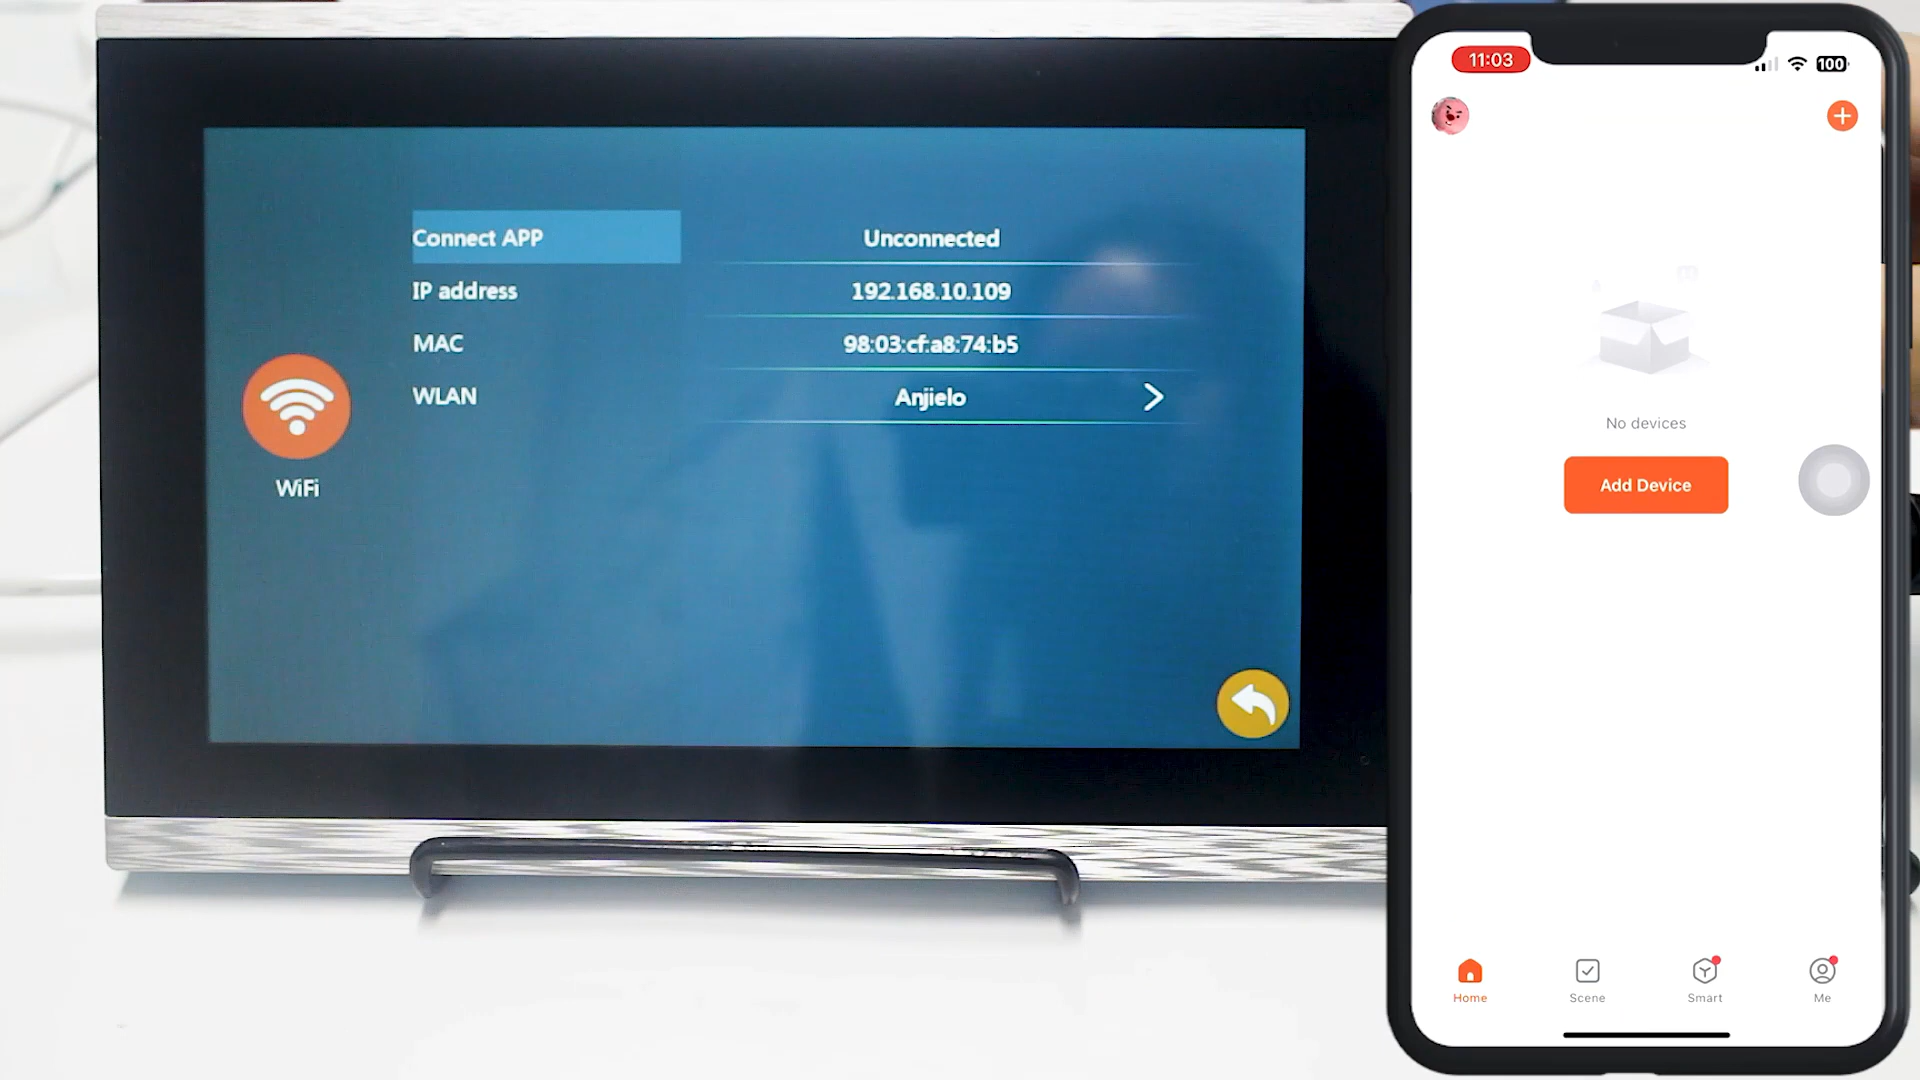 Connect APP Unconnected
IP address 192.168.10.109
MAC 98:03:cf:a8:74:b5
WLAN Anjielo
WiFi
11:03
100
No devices
Add Device
Home Scene Smart Me